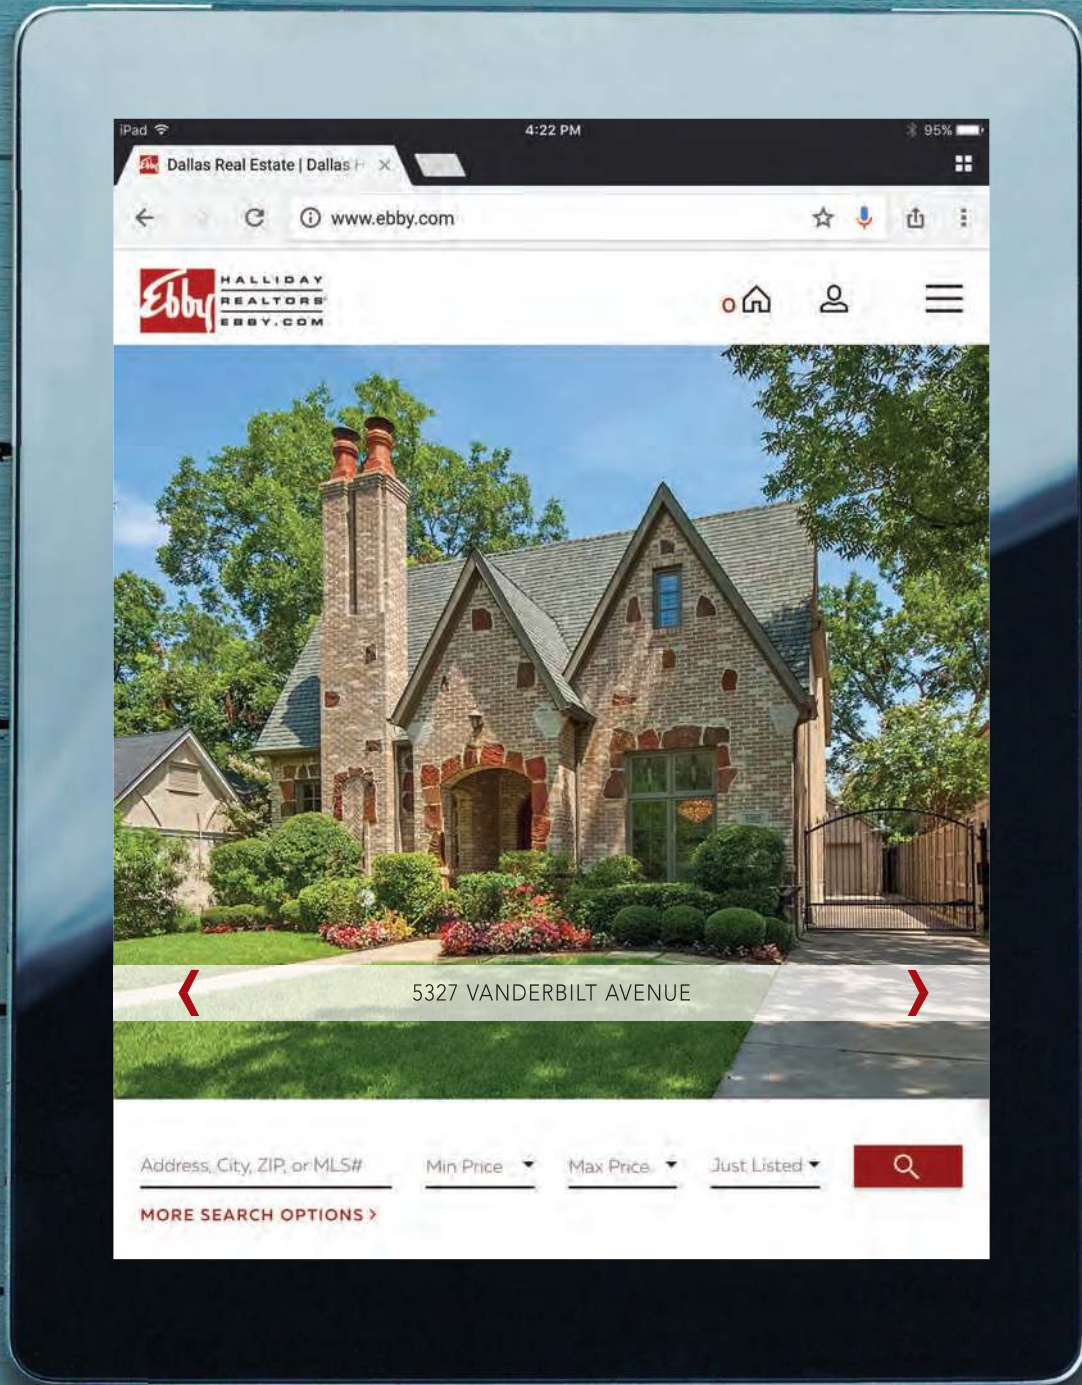 iPad
4:22 PM
95%
Dallas Real Estate | Dallas H
www.ebby.com
Ebby
HALLIDAY
REALTORS®
EBBY.COM
0
5327 VANDERBILT AVENUE
Address, City, ZIP, or MLS#
Min Price
Max Price
Just Listed
MORE SEARCH OPTIONS >